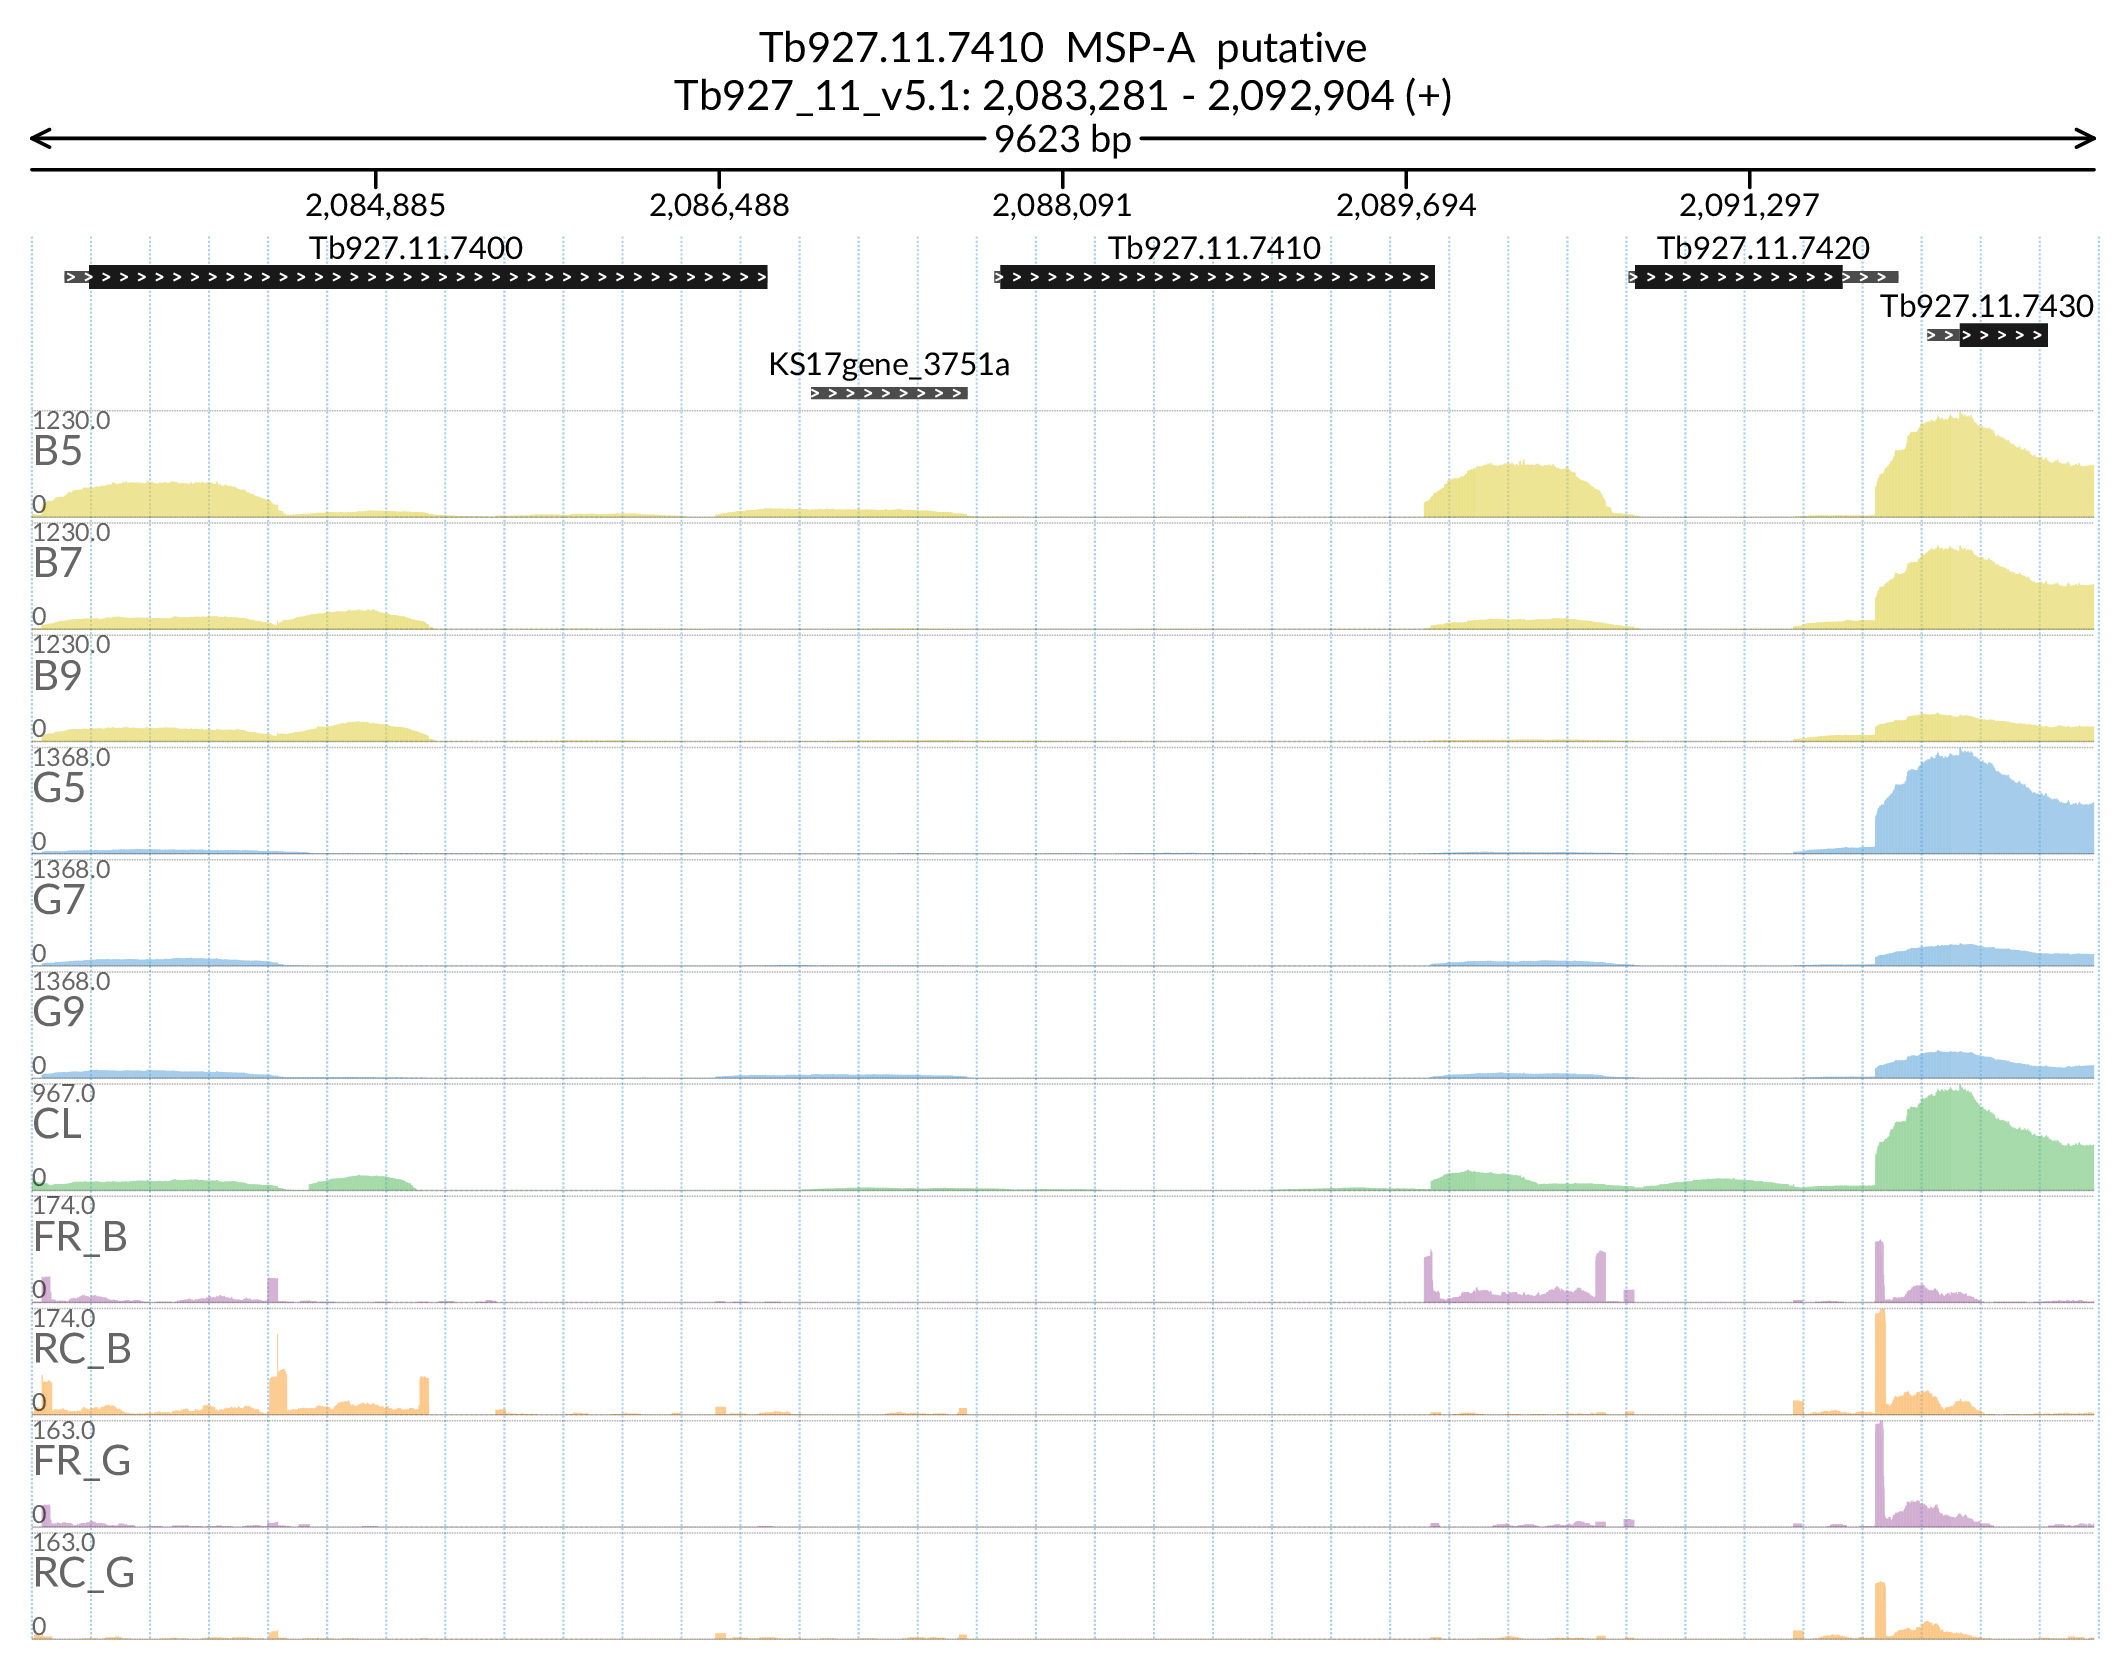 Tb927.11.7410 MSP-A putative
Tb927_11_v5.1: 2,083,281 - 2,092,904 (+)
9623 bp
2,084,885 2,086,488 2,088,091 2,089,694 2,091,297
Tb927.11.7400 Tb927.11.7410 Tb927.11.7420
Tb927.11.7430
KS17gene_3751a
1230.0
B5
0
1230.0
B7
0
1230.0
B9
0
1368.0
G5
0
1368.0
G7
0
1368.0
G9
0
967.0
CL
0
174.0
FR_B
0
174.0
RC_B
0
163.0
FR_G
0
163.0
RC_G
0